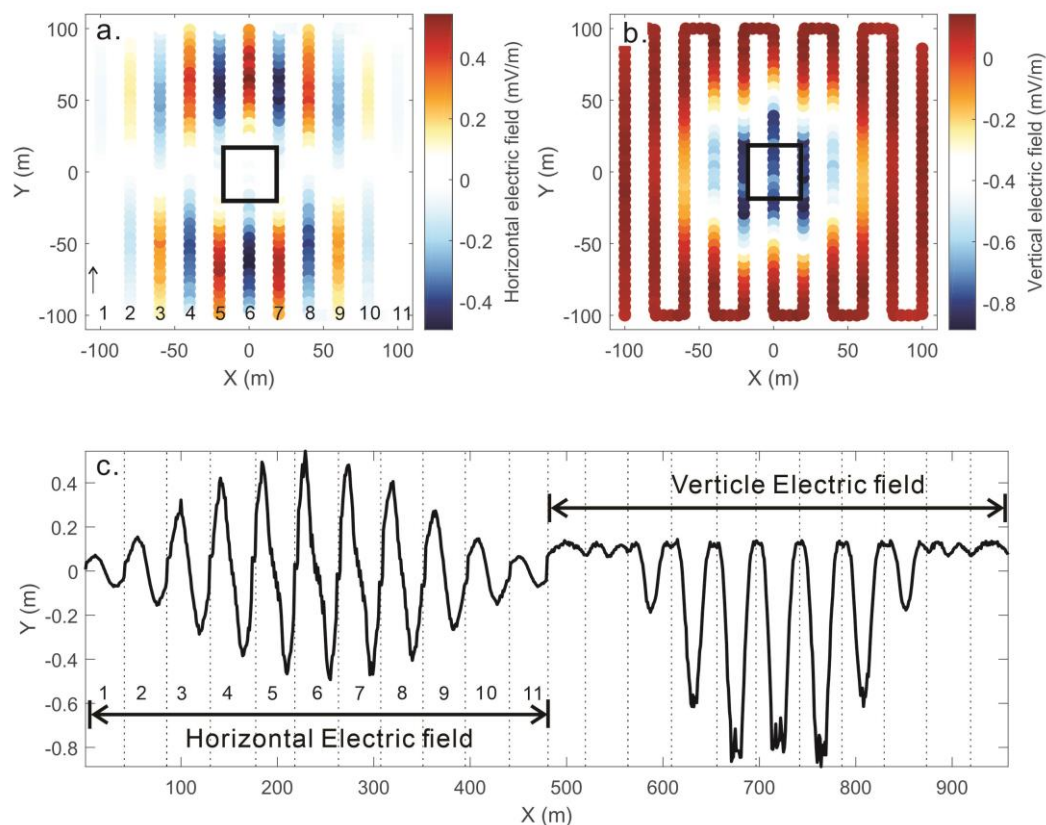 a.
100
50
0
-50
-100
Y (m)
1 2 3 4 5 6 7 8 9 10 11
-100 -50 0 50 100
X (m)
0.4
0.2
0
-0.2
-0.4
Horizontal electric field (mV/m)
b.
100
50
0
-50
-100
Y (m)
-100 -50 0 50 100
X (m)
0
-0.2
-0.4
-0.6
-0.8
Vertical electric field (mV/m)
c.
0.4
0.2
0
-0.2
-0.4
-0.6
-0.8
Y (m)
Verticle Electric field
1 2 3 4 5 6 7 8 9 10 11
Horizontal Electric field
100 200 300 400 500 600 700 800 900
X (m)